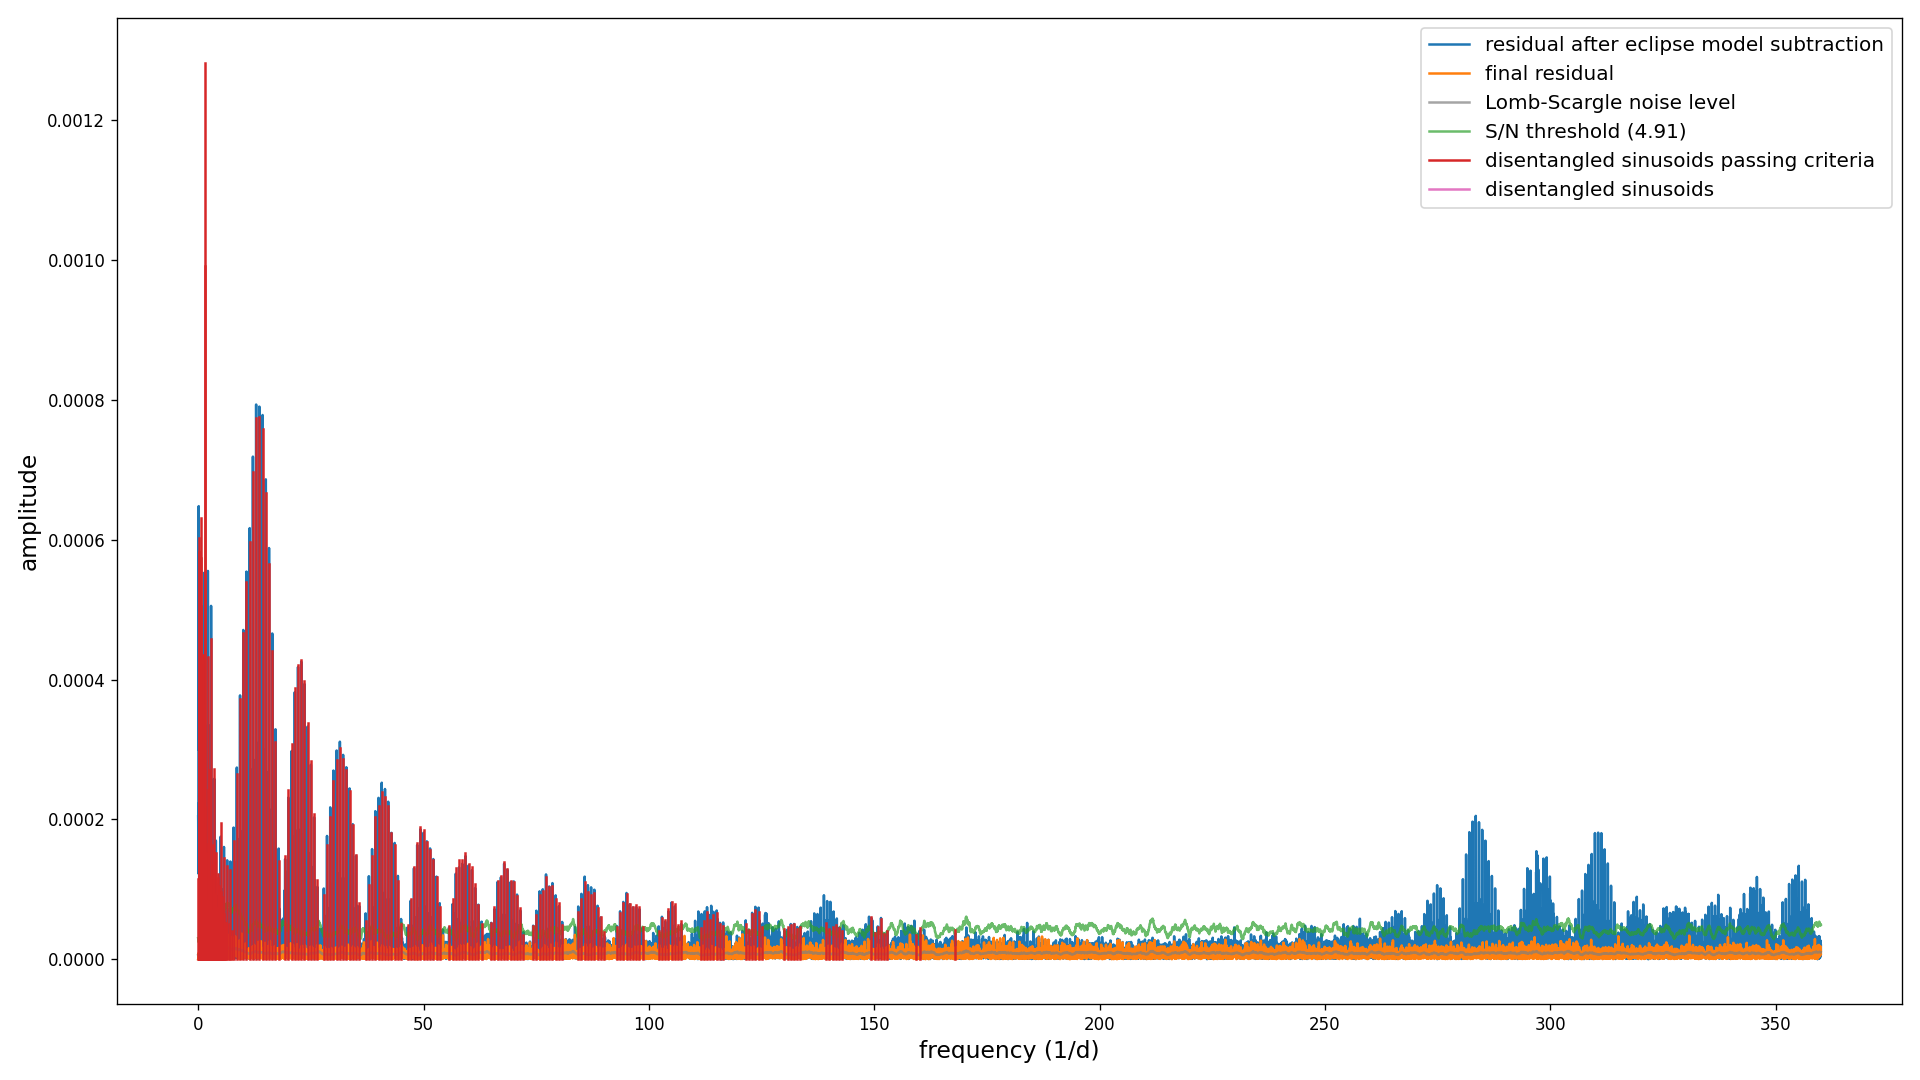 residual after eclipse model subtraction
final residual
Lomb-Scargle noise level
S/N threshold (4.91)
disentangled sinusoids passing criteria
disentangled sinusoids
amplitude
0.0012
0.0010
0.0008
0.0006
0.0004
0.0002
0.0000
0 50 100 150 200 250 300 350
frequency (1/d)